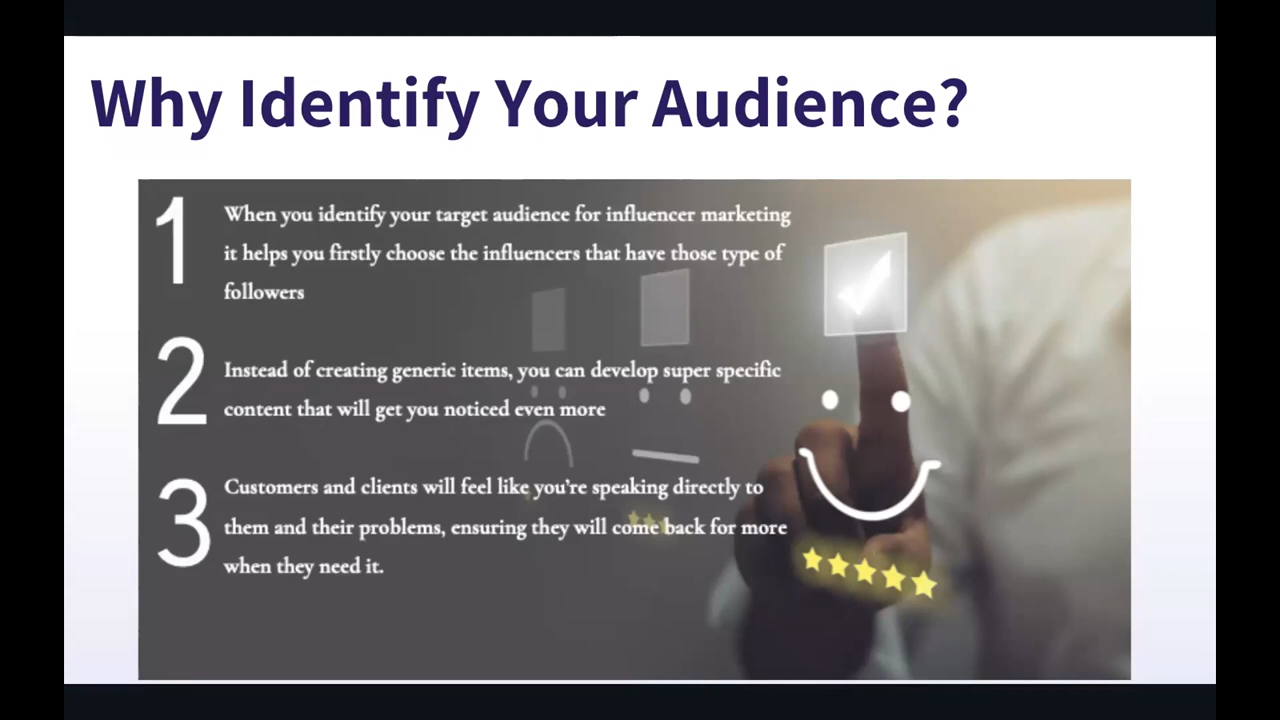 Why Identify Your Audience?
1
When you identify your target audience for influencer marketing
it helps you firstly choose the influencers that have those type of
followers
2
Instead of creating generic items, you can develop super specific
content that will get you noticed even more
3
Customers and clients will feel like you're speaking directly to
them and their problems, ensuring they will come back for more
when they need it.